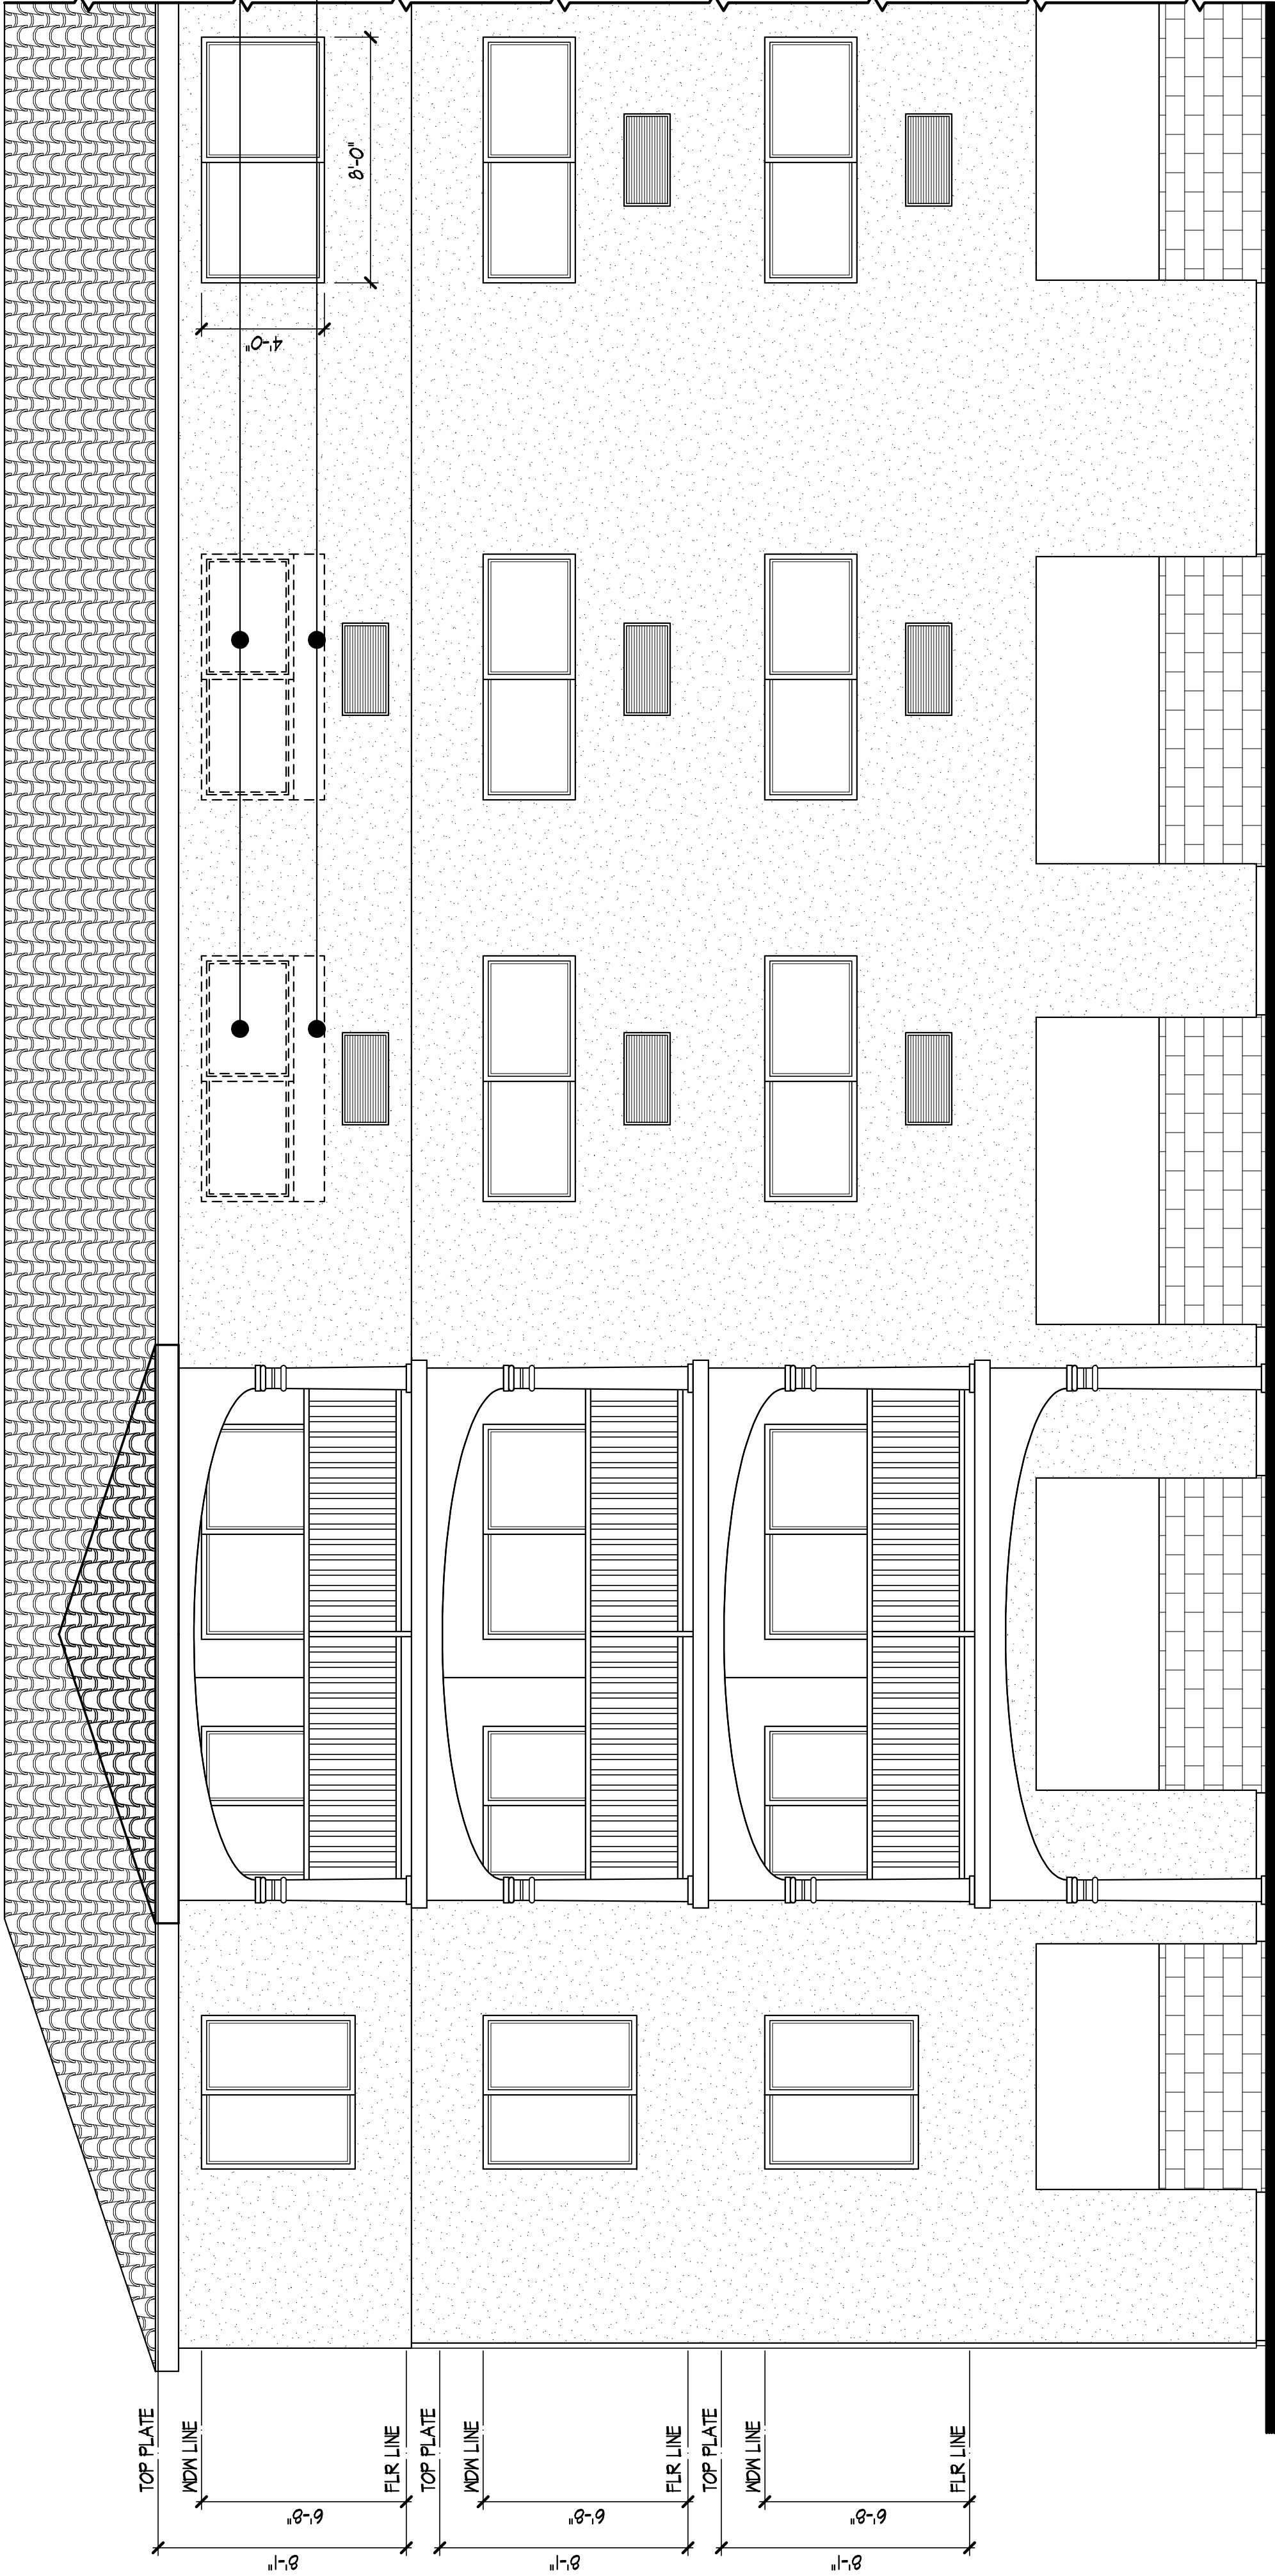 8'-0"
4'-0"
TOP PLATE
WDW LINE
FLR LINE
6'-8"
8'-1"
TOP PLATE
WDW LINE
FLR LINE
6'-8"
8'-1"
TOP PLATE
WDW LINE
FLR LINE
6'-8"
8'-1"